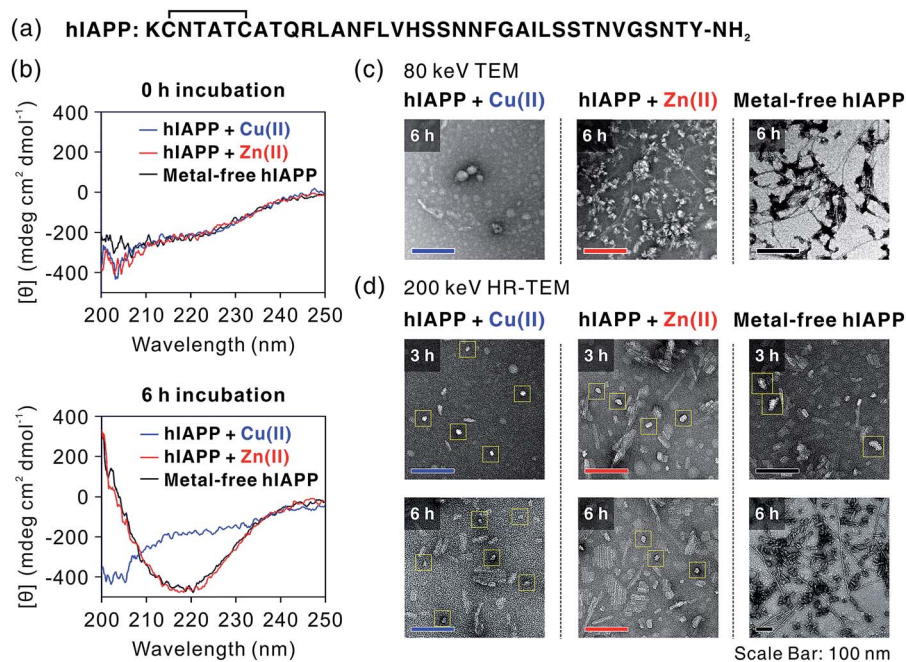 (a) hIAPP: KCNTATCATQRLANFLVHSSNNFGAILSSTNVGSNTY-NH₂
(b)
0 h incubation
[θ] (mdeg cm² dmol⁻¹)
400
200
0
-200
-400
hIAPP + Cu(II)
hIAPP + Zn(II)
Metal-free hIAPP
200 210 220 230 240 250
Wavelength (nm)
6 h incubation
[θ] (mdeg cm² dmol⁻¹)
400
200
0
-200
-400
hIAPP + Cu(II)
hIAPP + Zn(II)
Metal-free hIAPP
200 210 220 230 240 250
Wavelength (nm)
(c) 80 keV TEM
hIAPP + Cu(II) hIAPP + Zn(II) Metal-free hIAPP
6 h 6 h 6 h
(d) 200 keV HR-TEM
hIAPP + Cu(II) hIAPP + Zn(II) Metal-free hIAPP
3 h 3 h 3 h
6 h 6 h 6 h
Scale Bar: 100 nm